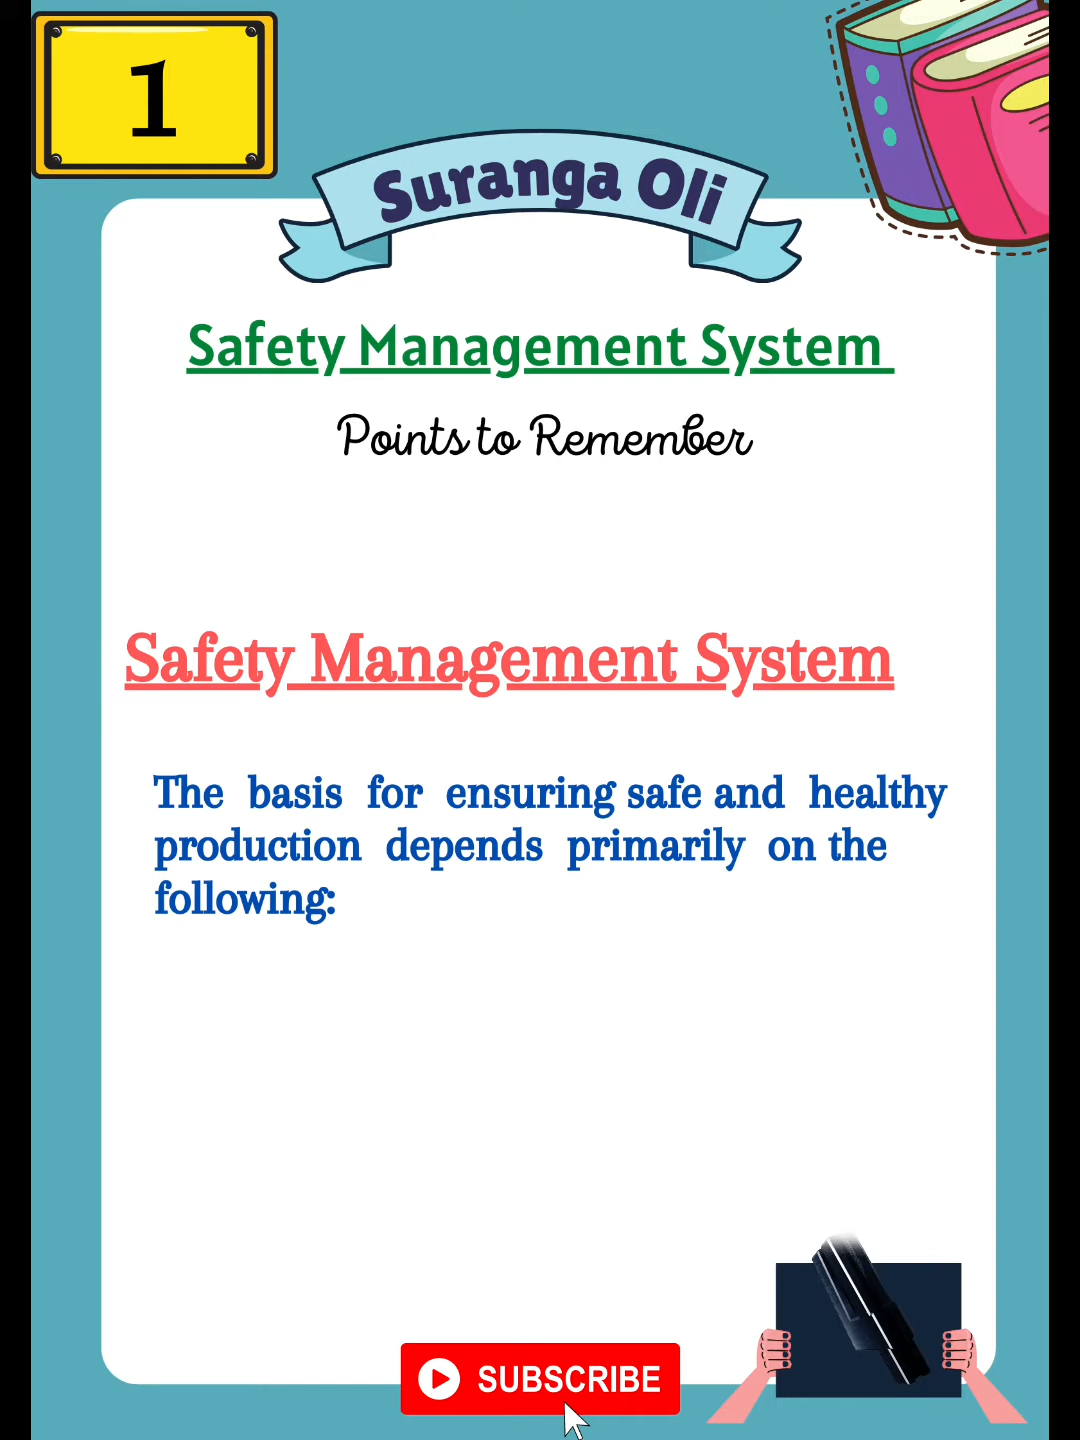 1
Suranga Oli
Safety Management System
Points to Remember
Safety Management System
The basis for ensuring safe and healthy
production depends primarily on the
following:
SUBSCRIBE